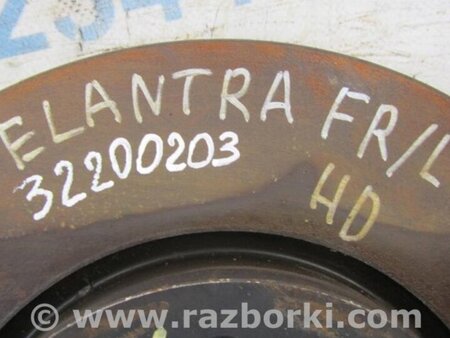 ELANTRA FR/L
32200203
HD
www.razborki.com